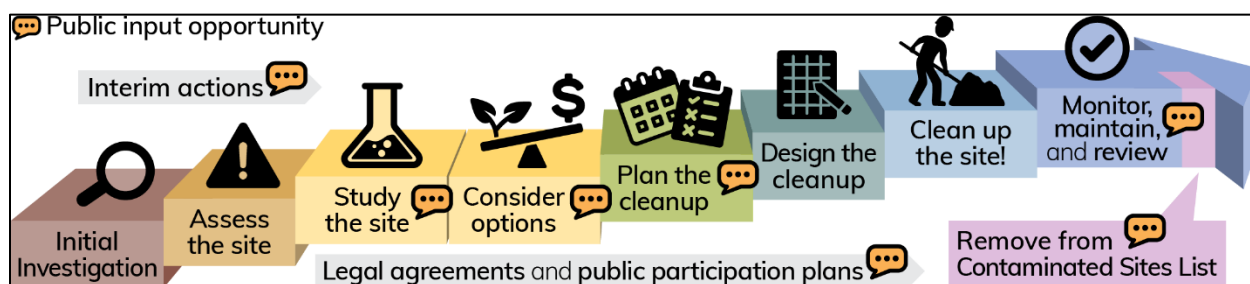 Public input opportunity
Interim actions
Initial
Investigation
Assess
the site
Study
the site
Consider
options
Plan the
cleanup
Design the
cleanup
Clean up
the site!
Monitor,
maintain,
and review
Legal agreements and public participation plans
Remove from
Contaminated Sites List